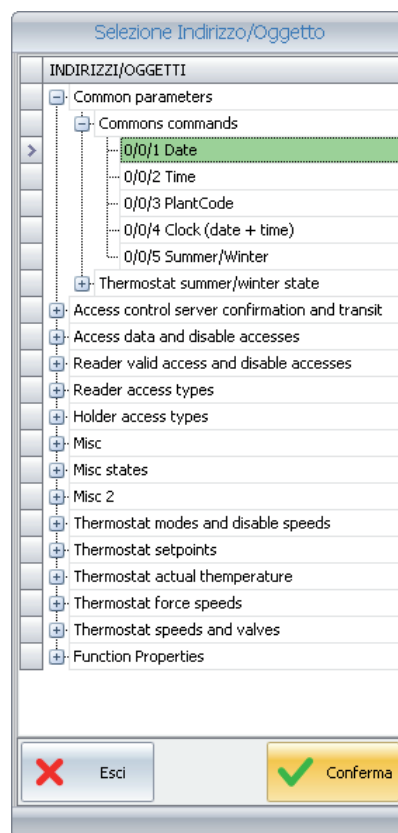 Selezione Indirizzo/Oggetto
INDIRIZZI/OGGETTI
Common parameters
Commons commands
0/0/1 Date
0/0/2 Time
0/0/3 PlantCode
0/0/4 Clock (date + time)
0/0/5 Summer/Winter
Thermostat summer/winter state
Access control server confirmation and transit
Access data and disable accesses
Reader valid access and disable accesses
Reader access types
Holder access types
Misc
Misc states
Misc 2
Thermostat modes and disable speeds
Thermostat setpoints
Thermostat actual themperature
Thermostat force speeds
Thermostat speeds and valves
Function Properties
Esci
Conferma